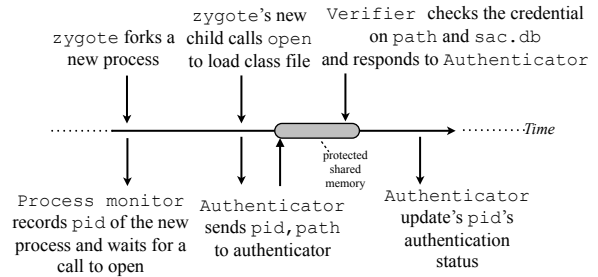 zygote forks a
new process
zygote's new
child calls open
to load class file
Verifier checks the credential
on path and sac.db
and responds to Authenticator
Time
protected
shared
memory
Process monitor
records pid of the new
process and waits for a
call to open
Authenticator
sends pid,path
to authenticator
Authenticator
update's pid's
authentication
status